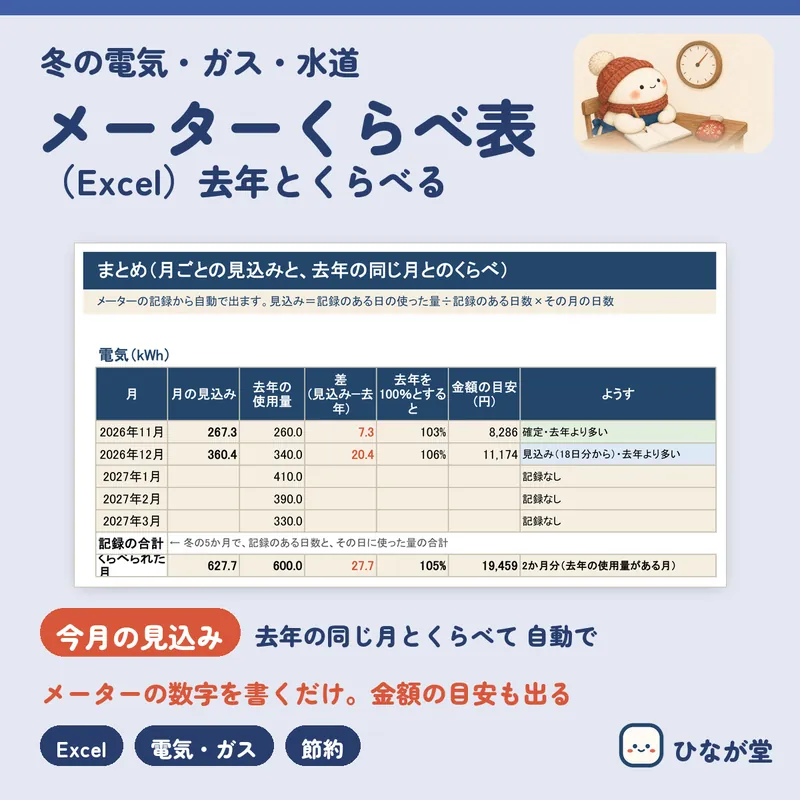 冬の電気・ガス・水道
メーターくらべ表
（Excel）去年とくらべる
まとめ（月ごとの見込みと、去年の同じ月とのくらべ）
メーターの記録から自動で出ます。見込み＝記録のある日の使った量÷記録のある日数×その月の日数
電気（kWh）
月 月の見込み 去年の使用量 差（見込み－去年） 去年を100%とすると 金額の目安（円） ようす
2026年11月 267.3 260.0 7.3 103% 8,286 確定・去年より多い
2026年12月 360.4 340.0 20.4 106% 11,174 見込み（18日分から）・去年より多い
2027年1月 410.0 記録なし
2027年2月 390.0 記録なし
2027年3月 330.0 記録なし
記録の合計 ← 冬の5か月で、記録のある日数と、その日に使った量の合計
くらべられた月 627.7 600.0 27.7 105% 19,459 2か月分（去年の使用量がある月）
今月の見込み 去年の同じ月とくらべて 自動で
メーターの数字を書くだけ。金額の目安も出る
Excel 電気・ガス 節約
ひなが堂